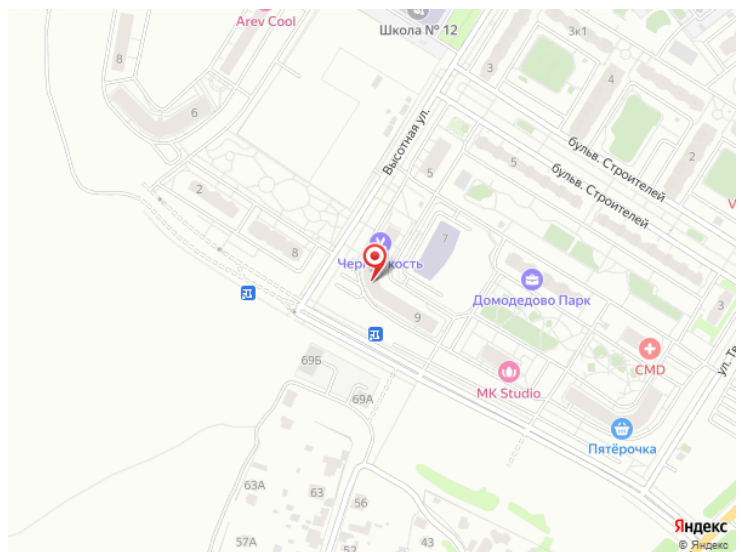 Arev Cool
Школа № 12
3к1
3
8
4
6
Высотная ул.
бульв. Строителей
2
5
5
бульв. Строителей
2
7
8
Домодедово Парк
3
9
CMD
69Б
MK Studio
69А
Пятёрочка
63А
63
56
57А
52
43
Яндекс
© Яндекс